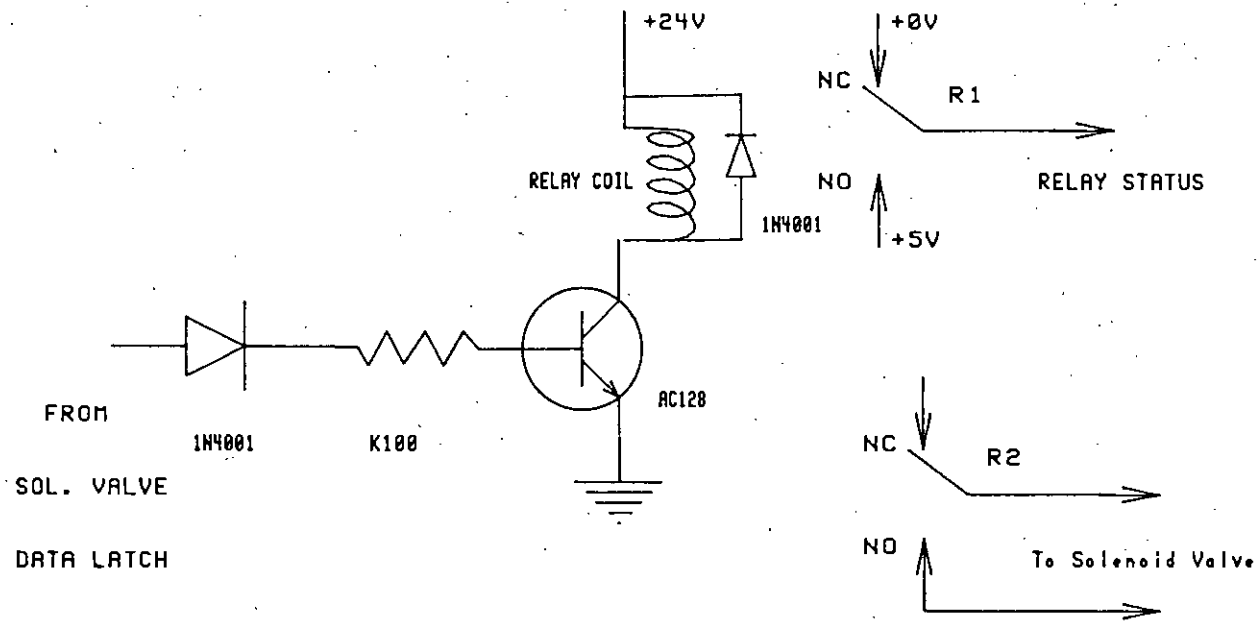 +24V
+0V
NC
R1
RELAY COIL
NO
RELAY STATUS
1N4001
+5V
FROM
1N4001
K100
AC128
NC
R2
SOL. VALVE
NO
To Solenoid Valve
DATA LATCH